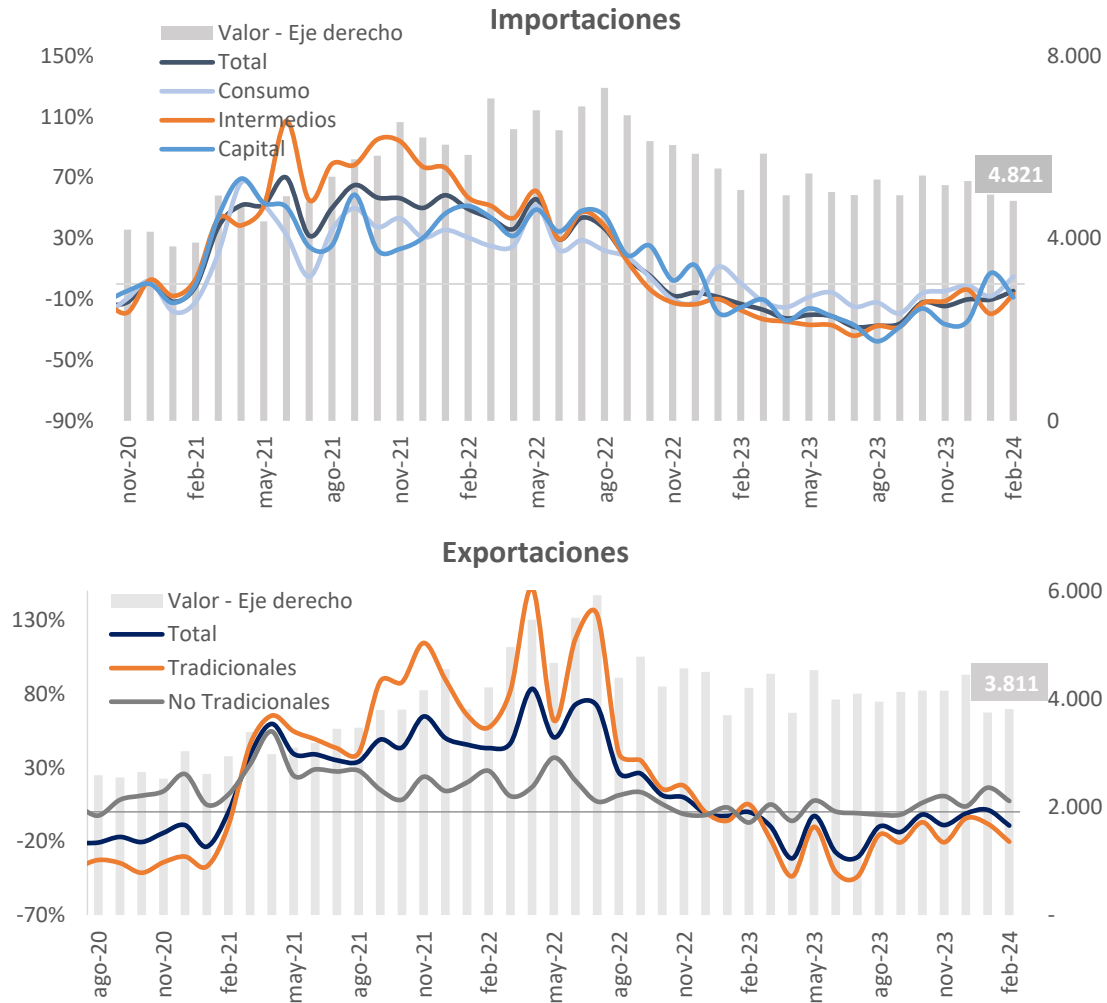 Importaciones
Valor - Eje derecho
Total
Consumo
Intermedios
Capital
150%
110%
70%
30%
-10%
-50%
-90%
8.000
4.000
0
4.821
nov-20
feb-21
may-21
ago-21
nov-21
feb-22
may-22
ago-22
nov-22
feb-23
may-23
ago-23
nov-23
feb-24
Exportaciones
Valor - Eje derecho
Total
Tradicionales
No Tradicionales
130%
80%
30%
-20%
-70%
6.000
4.000
2.000
-
3.811
ago-20
nov-20
feb-21
may-21
ago-21
nov-21
feb-22
may-22
ago-22
nov-22
feb-23
may-23
ago-23
nov-23
feb-24